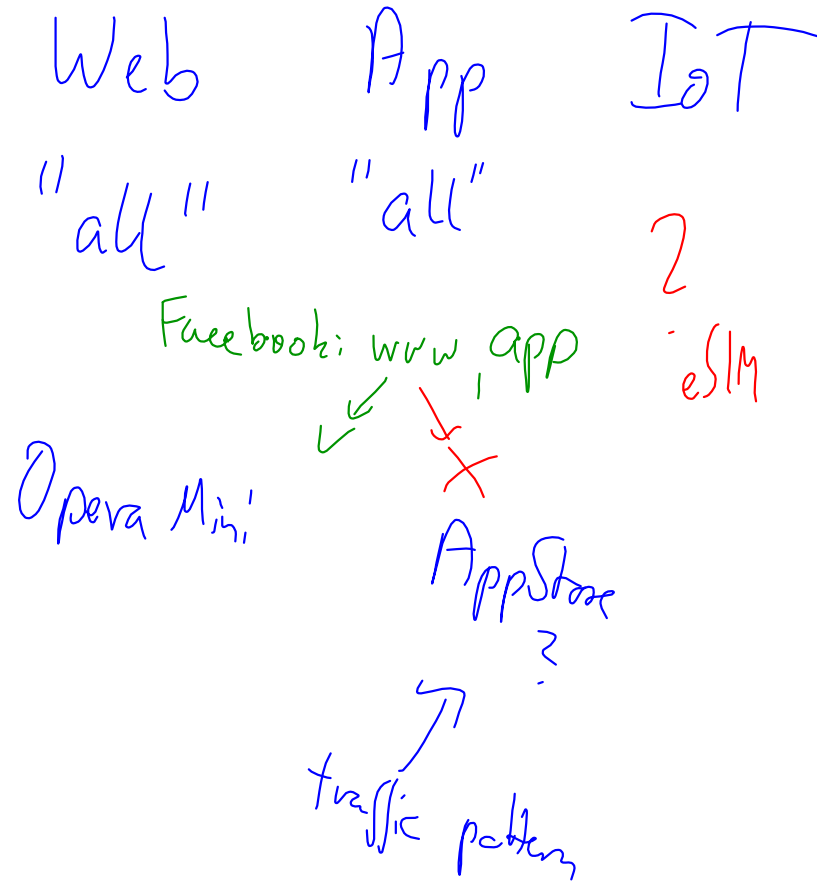 Web App IoT
"all" "all" ?
Facebook: www, app
eSIM
Opera Mini
AppStore
?
traffic pattern